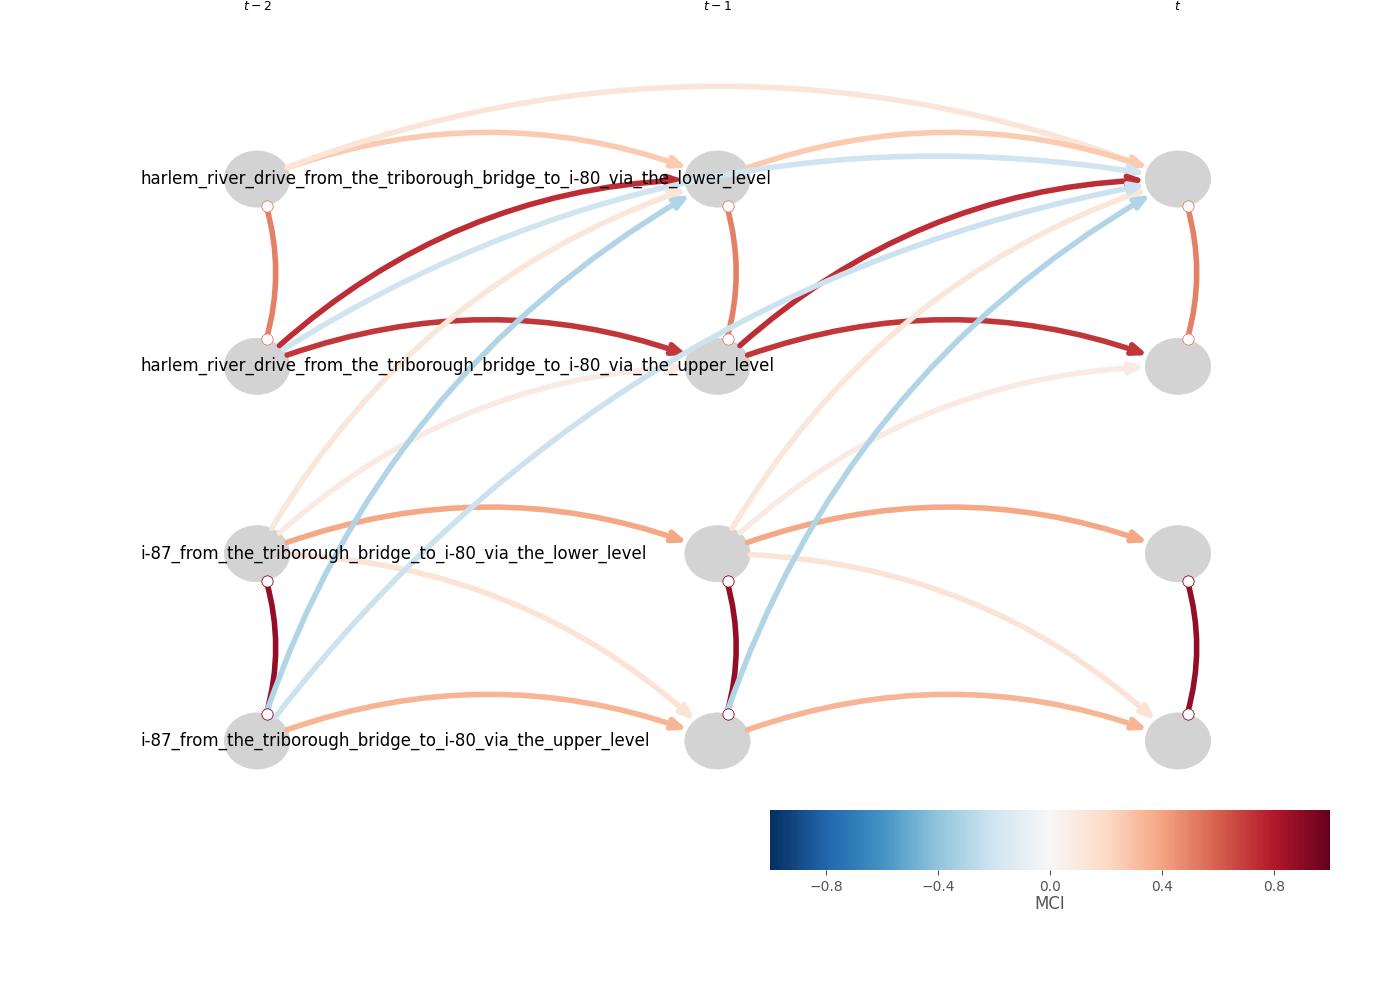 t − 2
t − 1
t
harlem_river_drive_from_the_triborough_bridge_to_i-80_via_the_lower_level
harlem_river_drive_from_the_triborough_bridge_to_i-80_via_the_upper_level
i-87_from_the_triborough_bridge_to_i-80_via_the_lower_level
i-87_from_the_triborough_bridge_to_i-80_via_the_upper_level
−0.8
−0.4
0.0
0.4
0.8
MCI